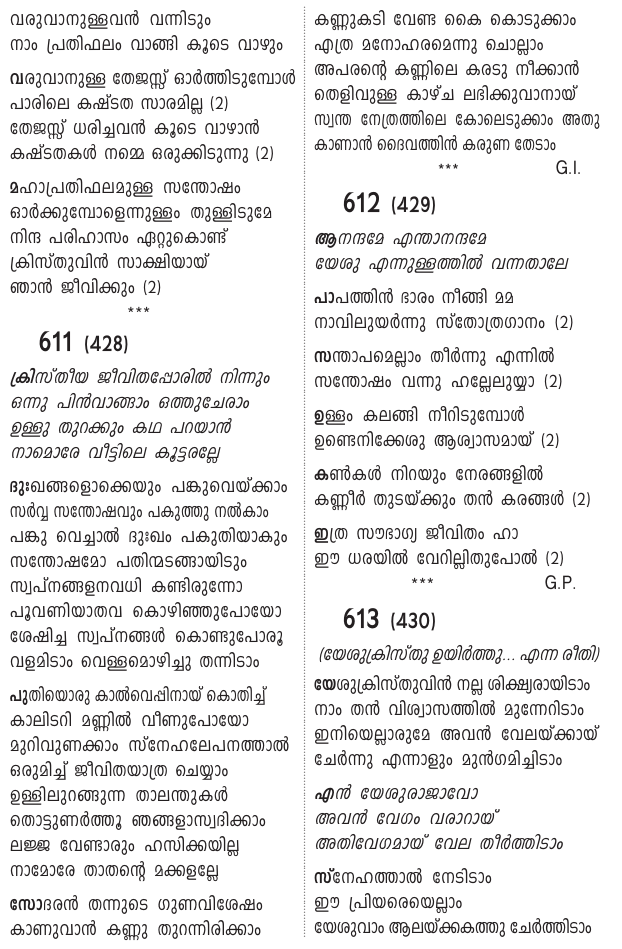 വരുവാനുള്ളവൻ വന്നിടും
നാം പ്രതിഫലം വാങ്ങി കൂടെ വാഴും
വരുവാനുള്ള തേജസ്സ് ഓർത്തിടുമ്പോൾ
പാരിലെ കഷ്ടത സാരമില്ല (2)
തേജസ്സ് ധരിച്ചവൻ കൂടെ വാഴാൻ
കഷ്ടതകൾ നമ്മെ ഒരുക്കിടുന്നു (2)
മഹാപ്രതിഫലമുള്ള സന്തോഷം
ഓർക്കുമ്പോളെന്നുള്ളം തുള്ളിടുമേ
നിന്ദ പരിഹാസം ഏറ്റുകൊണ്ട്
ക്രിസ്തുവിൻ സാക്ഷിയായ്
ഞാൻ ജീവിക്കും (2)
***
611 (428)
ക്രിസ്തീയ ജീവിതപ്പോരിൽ നിന്നും
ഒന്നു പിൻവാങ്ങാം ഒത്തുചേരാം
ഉള്ളു തുറക്കും കഥ പറയാൻ
നാമൊരേ വീട്ടിലെ കൂട്ടരല്ലേ
ദുഃഖങ്ങളൊക്കെയും പങ്കുവെയ്ക്കാം
സർവ്വ സന്തോഷവും പകുത്തു നൽകാം
പങ്കു വെച്ചാൽ ദുഃഖം പകുതിയാകും
സന്തോഷമോ പതിന്മടങ്ങായിടും
സ്വപ്നങ്ങളനവധി കണ്ടിരുന്നോ
പൂവണിയാതവ കൊഴിഞ്ഞുപോയോ
ശേഷിച്ച സ്വപ്നങ്ങൾ കൊണ്ടുപോരൂ
വളമിടാം വെള്ളമൊഴിച്ചു തന്നിടാം
പുതിയൊരു കാൽവെപ്പിനായ് കൊതിച്ച്
കാലിടറി മണ്ണിൽ വീണുപോയോ
മുറിവുണക്കാം സ്നേഹലേപനത്താൽ
ഒരുമിച്ച് ജീവിതയാത്ര ചെയ്യാം
ഉള്ളിലുറങ്ങുന്ന താലന്തുകൾ
തൊട്ടുണർത്തൂ ഞങ്ങളാസ്വദിക്കാം
ലജ്ജ വേണ്ടാരും ഹസിക്കയില്ല
നാമോരേ താതന്റെ മക്കളല്ലേ
സോദരൻ തന്നുടെ ഗുണവിശേഷം
കാണുവാൻ കണ്ണു തുറന്നിരിക്കാം
കണ്ണുകടി വേണ്ട കൈ കൊടുക്കാം
എത്ര മനോഹരമെന്നു ചൊല്ലാം
അപരന്റെ കണ്ണിലെ കരടു നീക്കാൻ
തെളിവുള്ള കാഴ്ച ലഭിക്കുവാനായ്
സ്വന്ത നേത്രത്തിലെ കോലെടുക്കാം അതു
കാണാൻ ദൈവത്തിൻ കരുണ തേടാം
*** G.I.
612 (429)
ആനന്ദമേ എന്താനന്ദമേ
യേശു എന്നുള്ളത്തിൽ വന്നതാലേ
പാപത്തിൻ ഭാരം നീങ്ങി മമ
നാവിലുയർന്നു സ്തോത്രഗാനം (2)
സന്താപമെല്ലാം തീർന്നു എന്നിൽ
സന്തോഷം വന്നു ഹല്ലേലുയ്യാ (2)
ഉള്ളം കലങ്ങി നീറിടുമ്പോൾ
ഉണ്ടെനിക്കേശു ആശ്വാസമായ് (2)
കൺകൾ നിറയും നേരങ്ങളിൽ
കണ്ണീർ തുടയ്ക്കും തൻ കരങ്ങൾ (2)
ഇത്ര സൗഭാഗ്യ ജീവിതം ഹാ
ഈ ധരയിൽ വേറില്ലിതുപോൽ (2)
*** G.P.
613 (430)
(യേശുക്രിസ്തു ഉയിർത്തു... എന്ന രീതി)
യേശുക്രിസ്തുവിൻ നല്ല ശിക്ഷ്യരായിടാം
നാം തൻ വിശ്വാസത്തിൽ മുന്നേറിടാം
ഇനിയെല്ലാരുമേ അവൻ വേലയ്ക്കായ്
ചേർന്നു എന്നാളും മുൻഗമിച്ചിടാം
എൻ യേശുരാജാവോ
അവൻ വേഗം വരാറായ്
അതിവേഗമായ് വേല തീർത്തിടാം
സ്നേഹത്താൽ നേടിടാം
ഈ പ്രിയരെയെല്ലാം
യേശുവാം ആലയ്ക്കകത്തു ചേർത്തിടാം